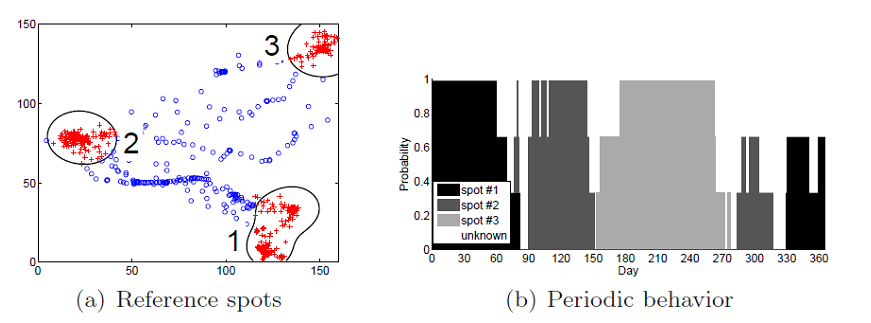 150
100
50
0
0
50
100
150
3
2
1
(a) Reference spots
1
0.8
0.6
0.4
0.2
0
Probability
spot #1
spot #2
spot #3
unknown
0 30 60 90 120 150 180 210 240 270 300 330 360
Day
(b) Periodic behavior